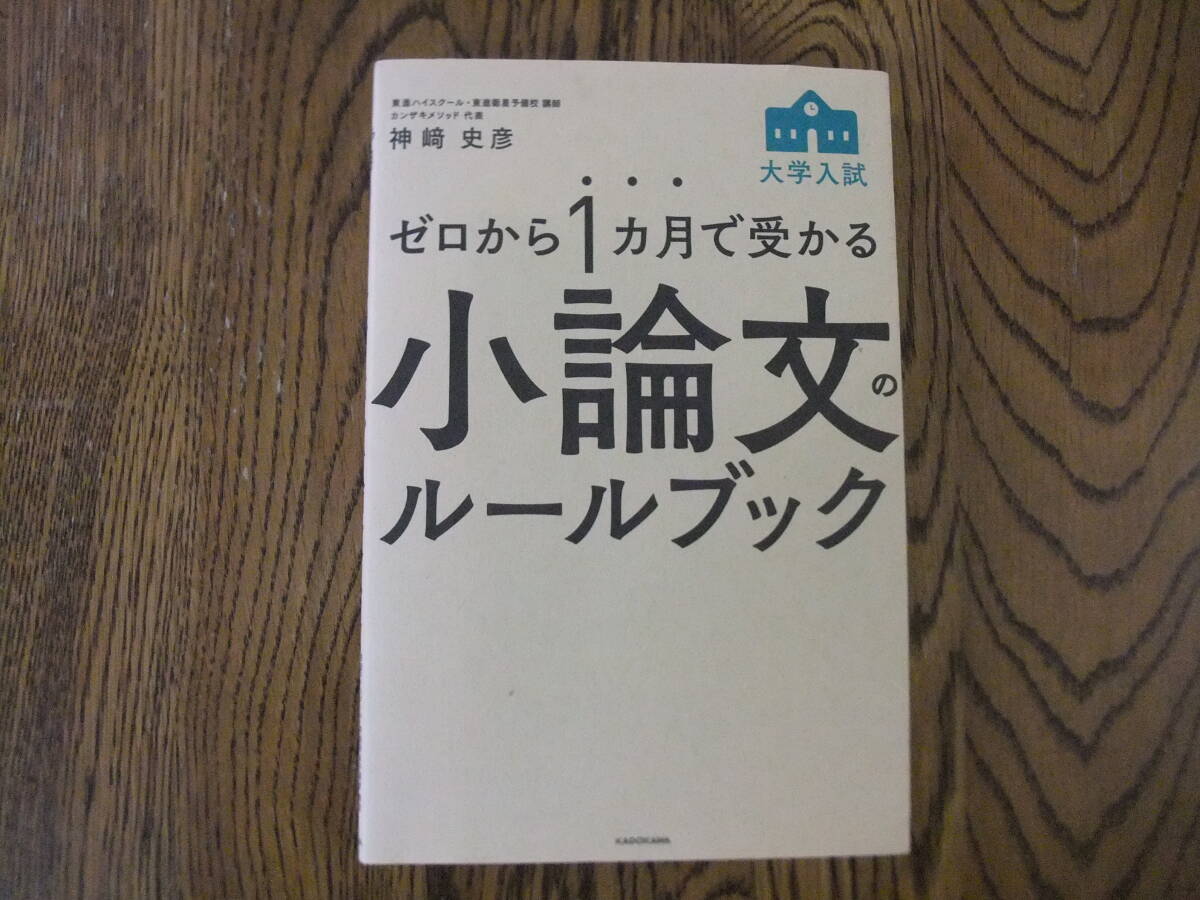 東進ハイスクール・東進衛星予備校 講師
カンザキメソッド 代表
神﨑 史彦
大学入試
ゼロから1カ月で受かる
小論文の
ルールブック
KADOKAWA